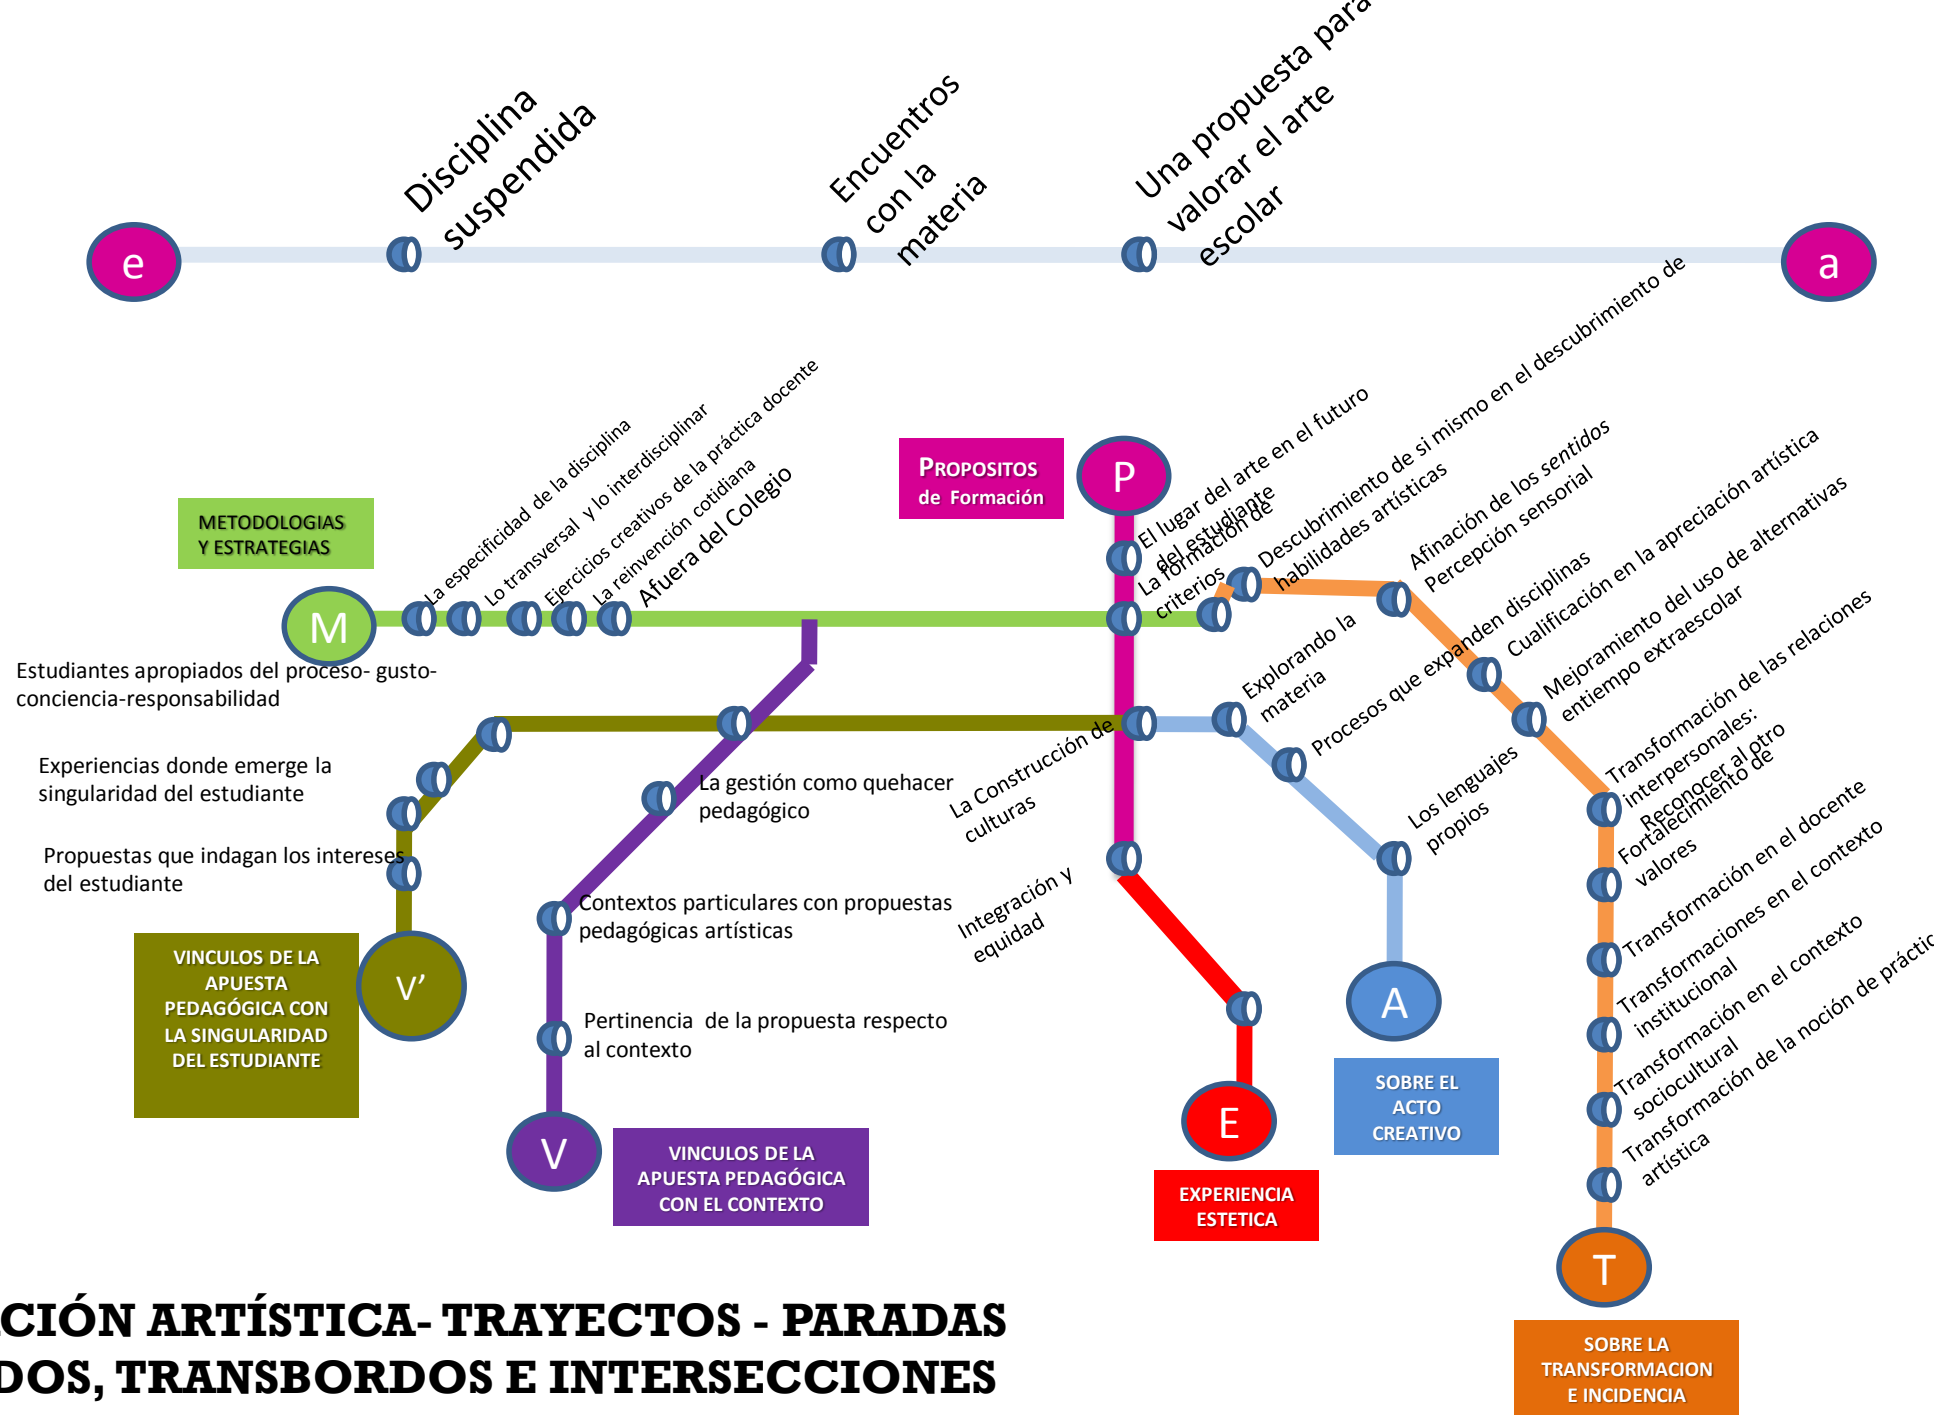 Disciplina
suspendida
Encuentros
con la
materia
Una propuesta para
valorar el arte
escolar
e
a
La especificidad de la disciplina
Lo transversal y lo interdisciplinar
Ejercicios creativos de la práctica docente
La reinvención cotidiana
Afuera del Colegio
METODOLOGIAS
Y ESTRATEGIAS
M
PROPOSITOS
de Formación
P
El lugar del arte en el futuro
del estudiante
La formación de
criterios
Descubrimiento de si mismo en el descubrimiento de
habilidades artísticas
Afinación de los sentidos
Percepción sensorial
Cualificación en la apreciación artística
Mejoramiento del uso de alternativas
entiempo extraescolar
Transformación de las relaciones
interpersonales:
Reconocer al otro
Fortalecimiento de
valores
Transformación en el docente
Transformaciones en el contexto
institucional
Transformación en el contexto
sociocultural
Transformación de la noción de práctic
artística
Explorando la
materia
Procesos que expanden disciplinas
Los lenguajes
propios
La Construcción de
culturas
Integración y
equidad
Estudiantes apropiados del proceso- gusto-
conciencia-responsabilidad
Experiencias donde emerge la
singularidad del estudiante
Propuestas que indagan los intereses
del estudiante
La gestión como quehacer
pedagógico
Contextos particulares con propuestas
pedagógicas artísticas
Pertinencia de la propuesta respecto
al contexto
VINCULOS DE LA
APUESTA
PEDAGÓGICA CON
LA SINGULARIDAD
DEL ESTUDIANTE
V'
V
VINCULOS DE LA
APUESTA PEDAGÓGICA
CON EL CONTEXTO
E
EXPERIENCIA
ESTETICA
A
SOBRE EL
ACTO
CREATIVO
T
SOBRE LA
TRANSFORMACION
E INCIDENCIA
CIÓN ARTÍSTICA- TRAYECTOS - PARADAS
DOS, TRANSBORDOS E INTERSECCIONES